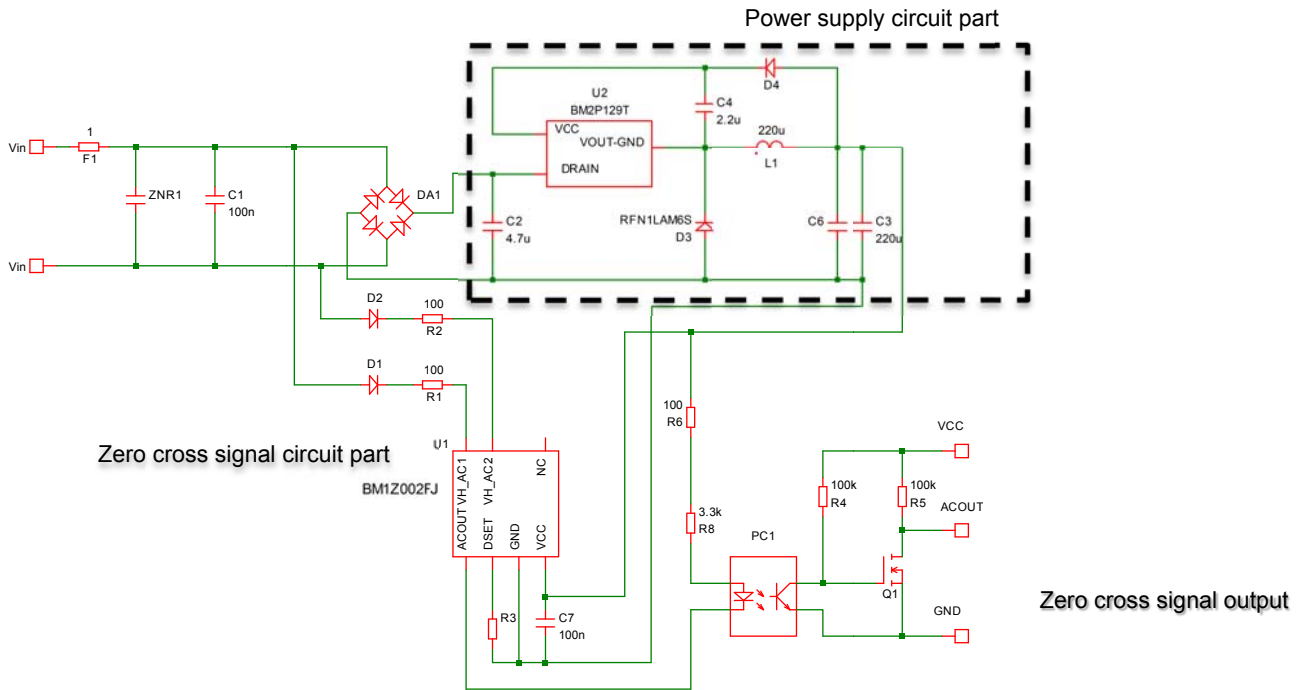 Power supply circuit part
D4
U2
BM2P129T
C4
2.2u
VCC
VOUT-GND
DRAIN
220u
L1
1
F1
Vin
ZNR1
C1
100n
DA1
C2
4.7u
RFN1LAM6S
D3
C6
C3
220u
Vin
D2
100
R2
D1
100
R1
100
R6
Zero cross signal circuit part
U1
BM1Z002FJ
VH_AC1
VH_AC2
NC
ACOUT
DSET
GND
VCC
VCC
100k
R4
100k
R5
ACOUT
3.3k
R8
PC1
Q1
GND
Zero cross signal output
R3
C7
100n